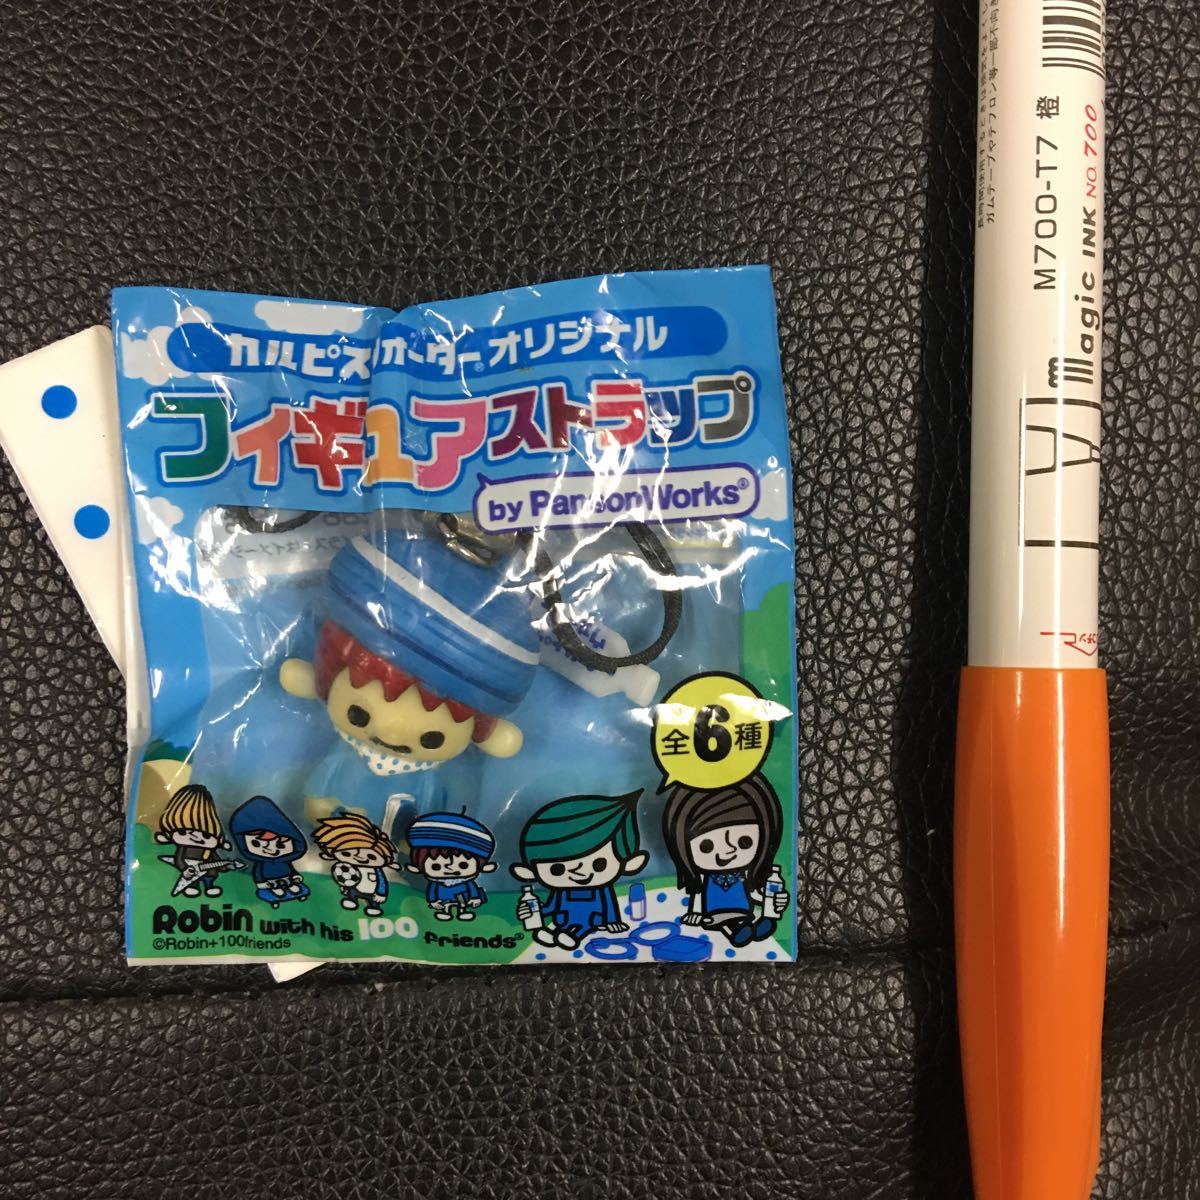 カルピスウォーター®オリジナル
フィギュアストラップ
by PansonWorks®
全6種
Robin with his 100 friends®
©Robin+100friends
M700-T7 橙
magic INK NO.700